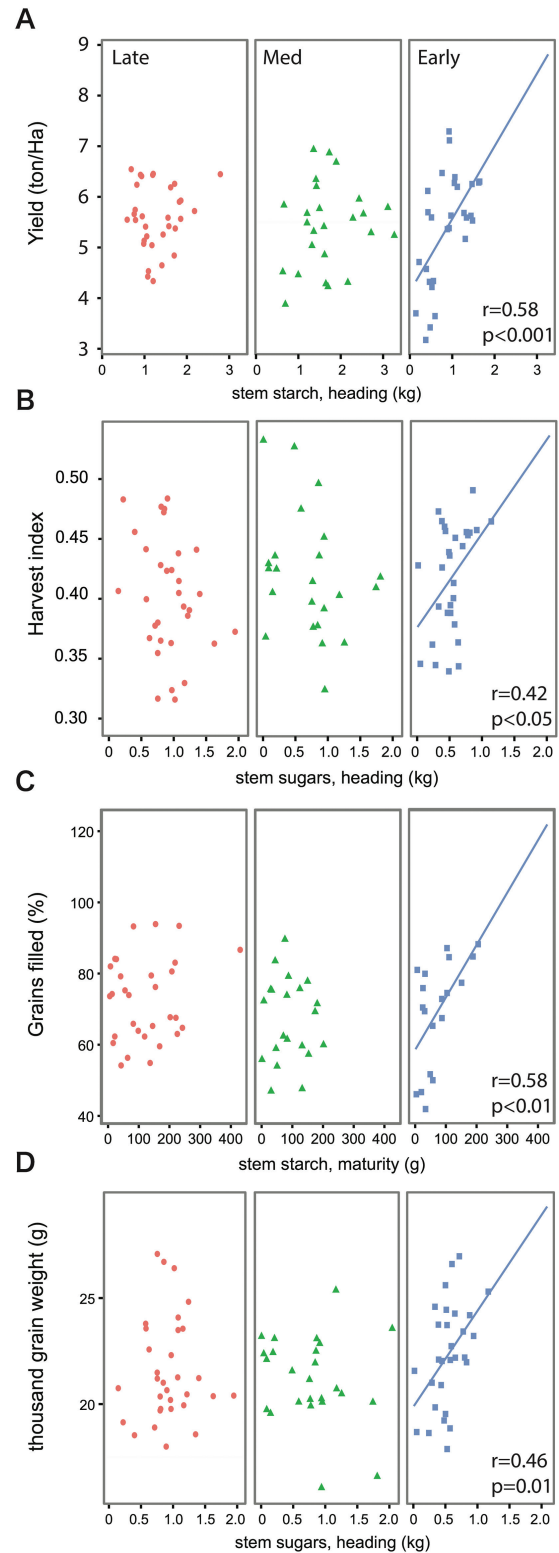 A
Late Med Early
Yield (ton/Ha)
9
8
7
6
5
4
3
r=0.58
p<0.001
0 1 2 3 0 1 2 3 0 1 2 3
stem starch, heading (kg)
B
Harvest index
0.50
0.45
0.40
0.35
0.30
r=0.42
p<0.05
0 0.5 1.0 1.5 2.0 0 0.5 1.0 1.5 2.0 0 0.5 1.0 1.5 2.0
stem sugars, heading (kg)
C
Grains filled (%)
120
100
80
60
40
r=0.58
p<0.01
0 100 200 300 400 0 100 200 300 400 0 100 200 300 400
stem starch, maturity (g)
D
thousand grain weight (g)
25
20
r=0.46
p=0.01
0 0.5 1.0 1.5 2.0 0 0.5 1.0 1.5 2.0 0 0.5 1.0 1.5 2.0
stem sugars, heading (kg)